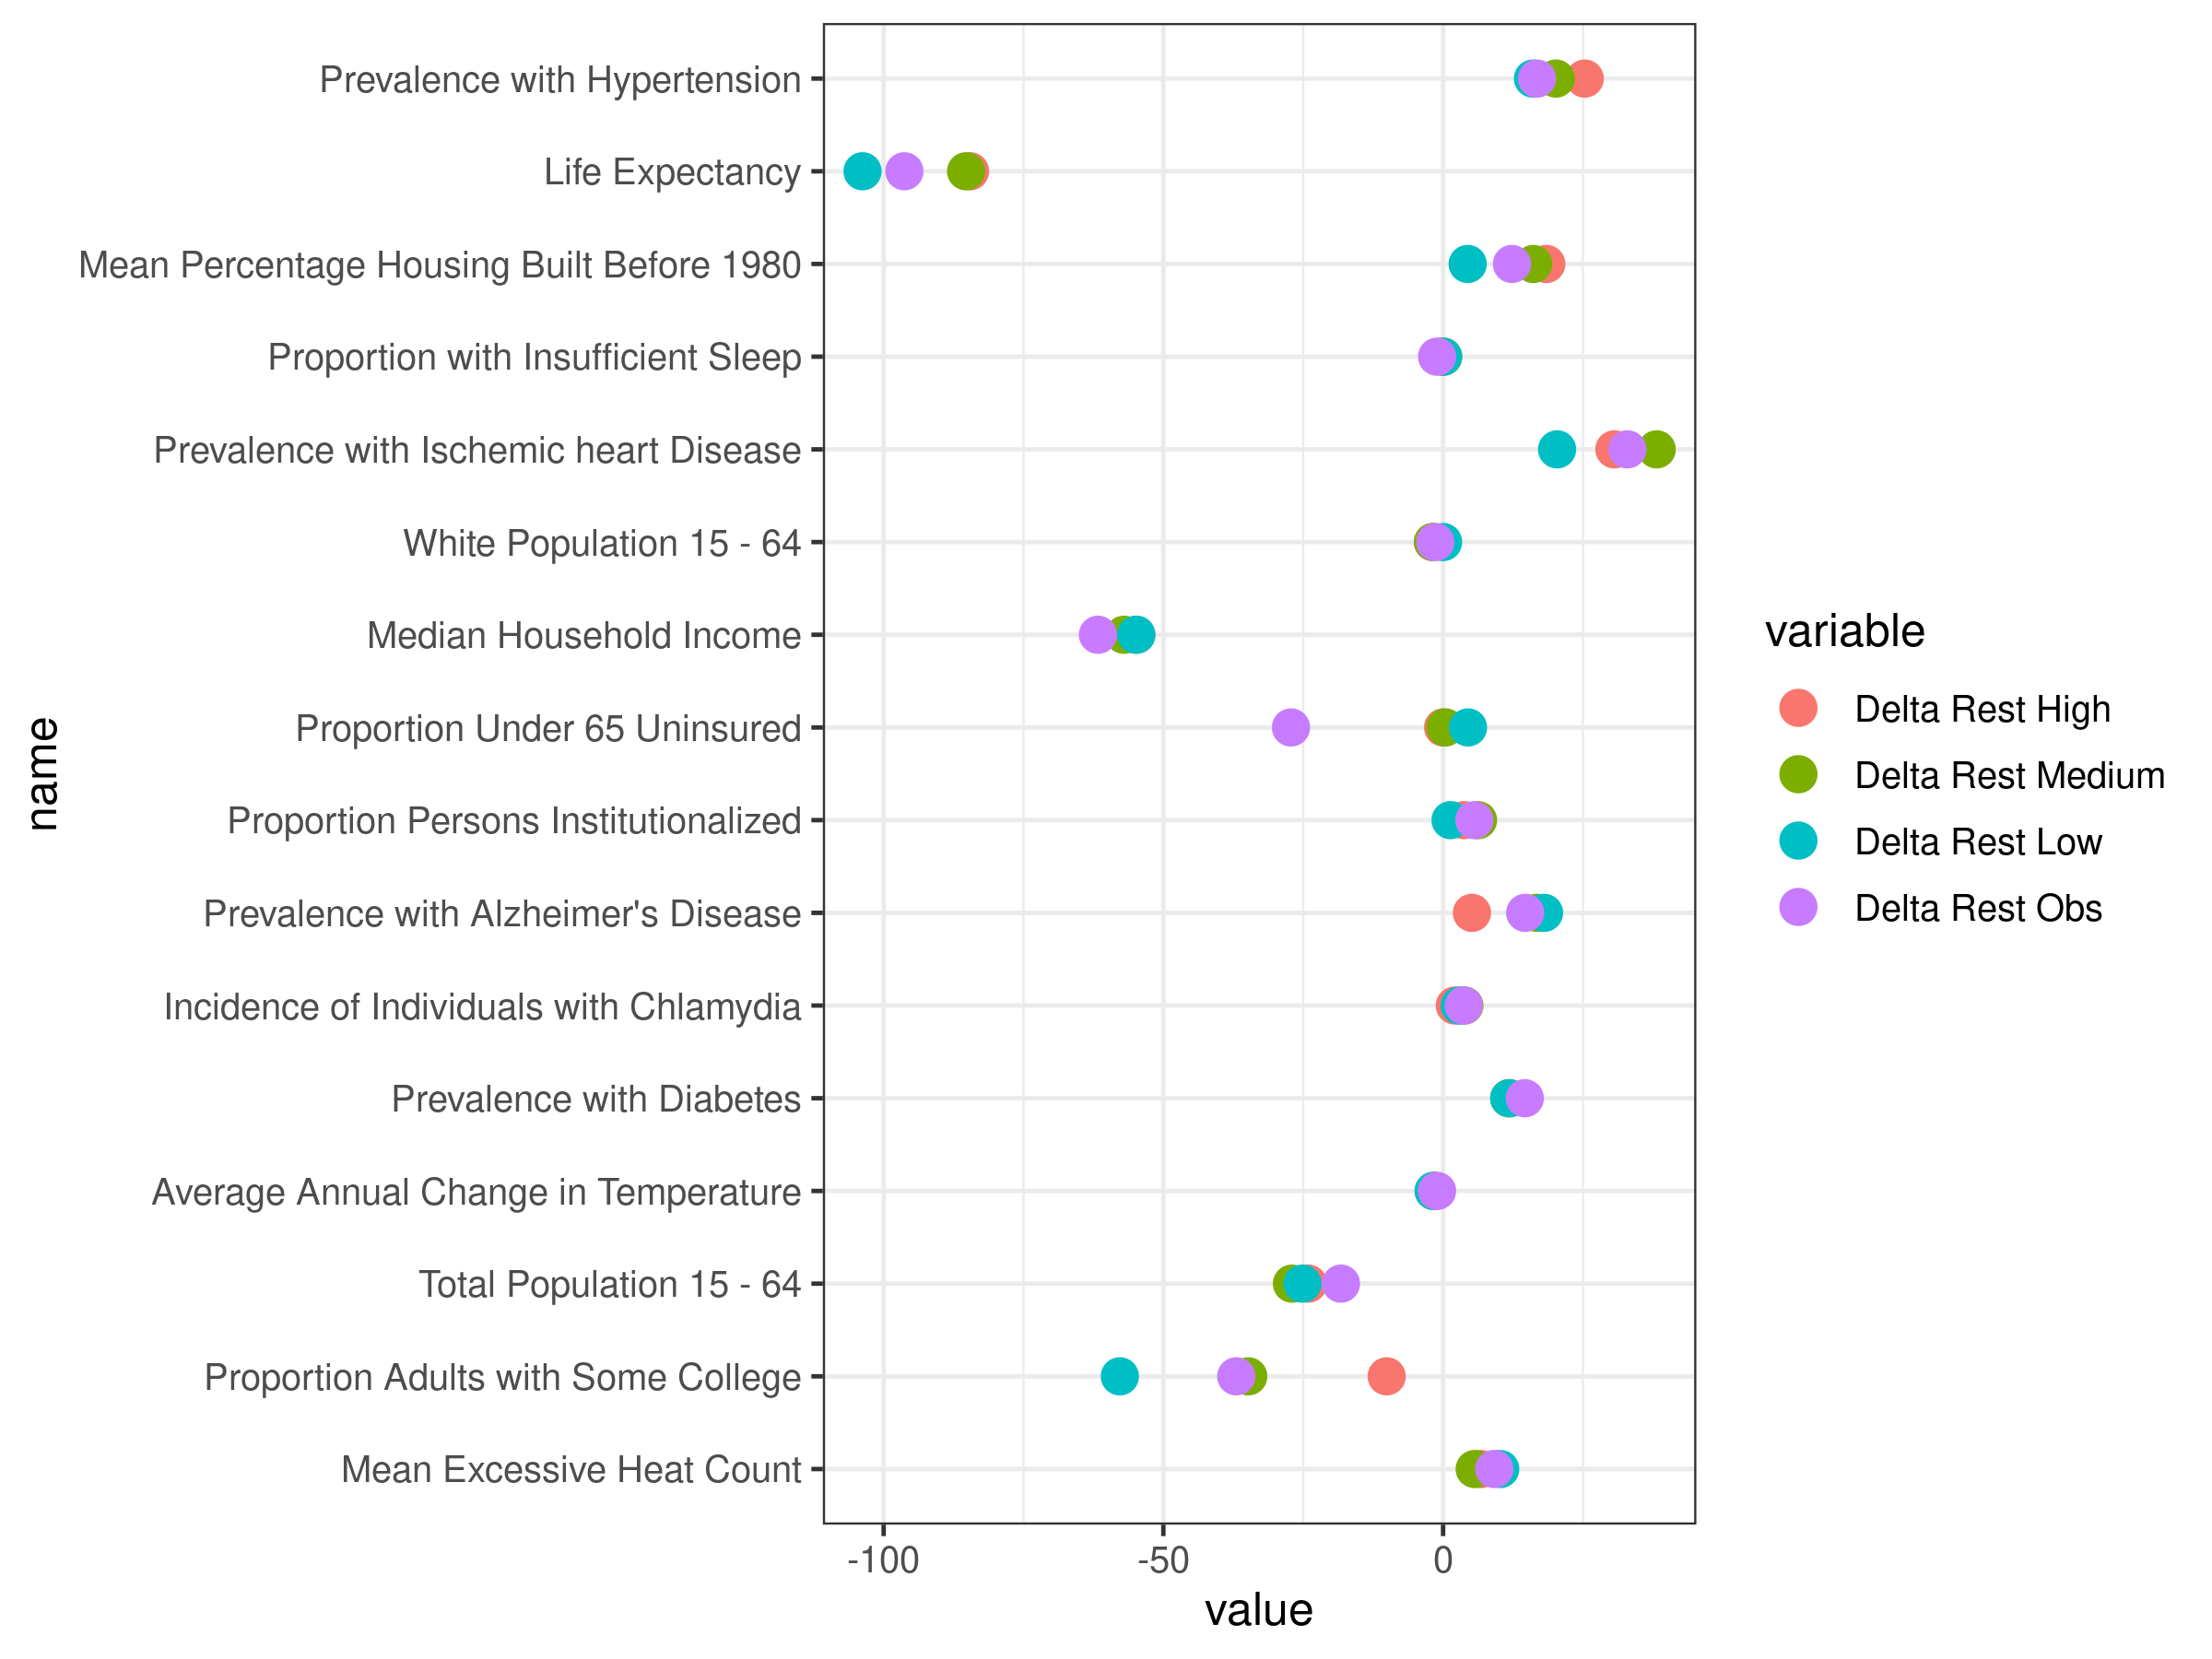 Prevalence with Hypertension
Life Expectancy
Mean Percentage Housing Built Before 1980
Proportion with Insufficient Sleep
Prevalence with Ischemic heart Disease
White Population 15 - 64
Median Household Income
Proportion Under 65 Uninsured
Proportion Persons Institutionalized
Prevalence with Alzheimer's Disease
Incidence of Individuals with Chlamydia
Prevalence with Diabetes
Average Annual Change in Temperature
Total Population 15 - 64
Proportion Adults with Some College
Mean Excessive Heat Count
name
-100 -50 0
value
variable
Delta Rest High
Delta Rest Medium
Delta Rest Low
Delta Rest Obs